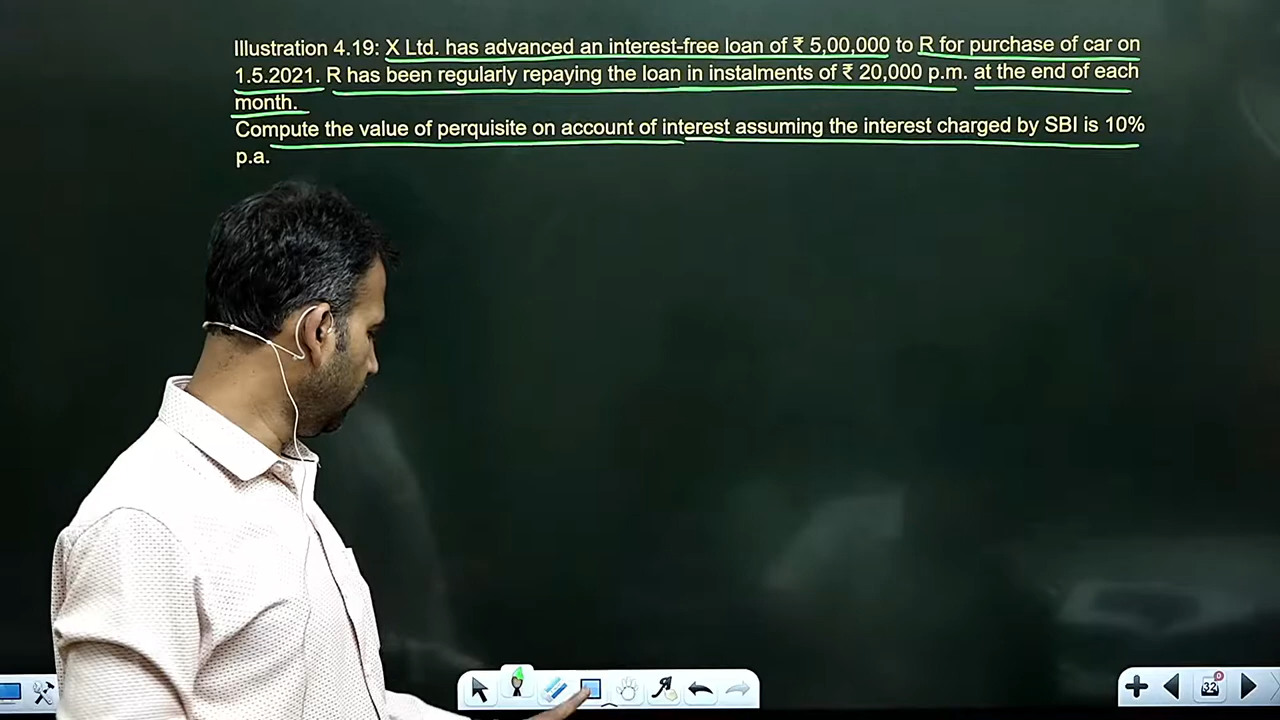 Illustration 4.19: X Ltd. has advanced an interest-free loan of ₹ 5,00,000 to R for purchase of car on
1.5.2021. R has been regularly repaying the loan in instalments of ₹ 20,000 p.m. at the end of each
month.
Compute the value of perquisite on account of interest assuming the interest charged by SBI is 10%
p.a.
32
0